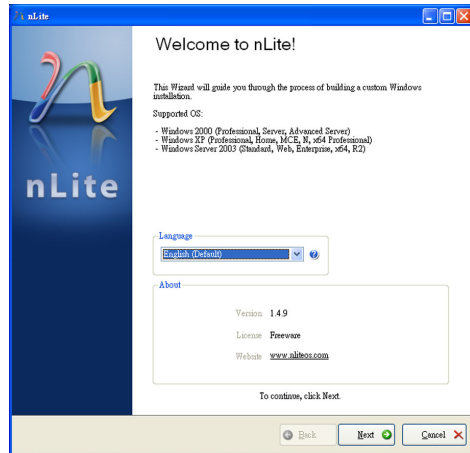 nLite
Welcome to nLite!
This Wizard will guide you through the process of building a custom Windows
installation.
Supported OS:
- Windows 2000 (Professional, Server, Advanced Server)
- Windows XP (Professional, Home, MCE, N, x64 Professional)
- Windows Server 2003 (Standard, Web, Enterprise, x64, R2)
nLite
Language
English (Default)
About
Version 1.4.9
License Freeware
Website www.nliteos.com
To continue, click Next.
Back Next Cancel